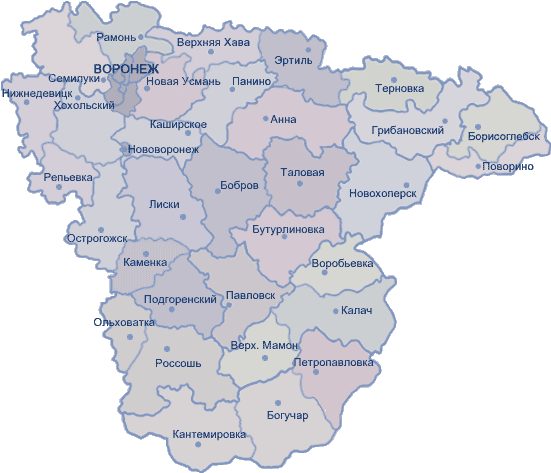 Рамонь
Верхняя Хава
Эртиль
ВОРОНЕЖ
Семилуки
Новая Усмань
Панино
Терновка
Нижнедевицк
Хохольский
Каширское
Анна
Грибановский
Борисоглебск
Нововоронеж
Поворино
Репьевка
Бобров
Таловая
Новохоперск
Лиски
Острогожск
Бутурлиновка
Каменка
Воробьевка
Подгоренский
Павловск
Калач
Ольховатка
Верх. Мамон
Россошь
Петропавловка
Богучар
Кантемировка